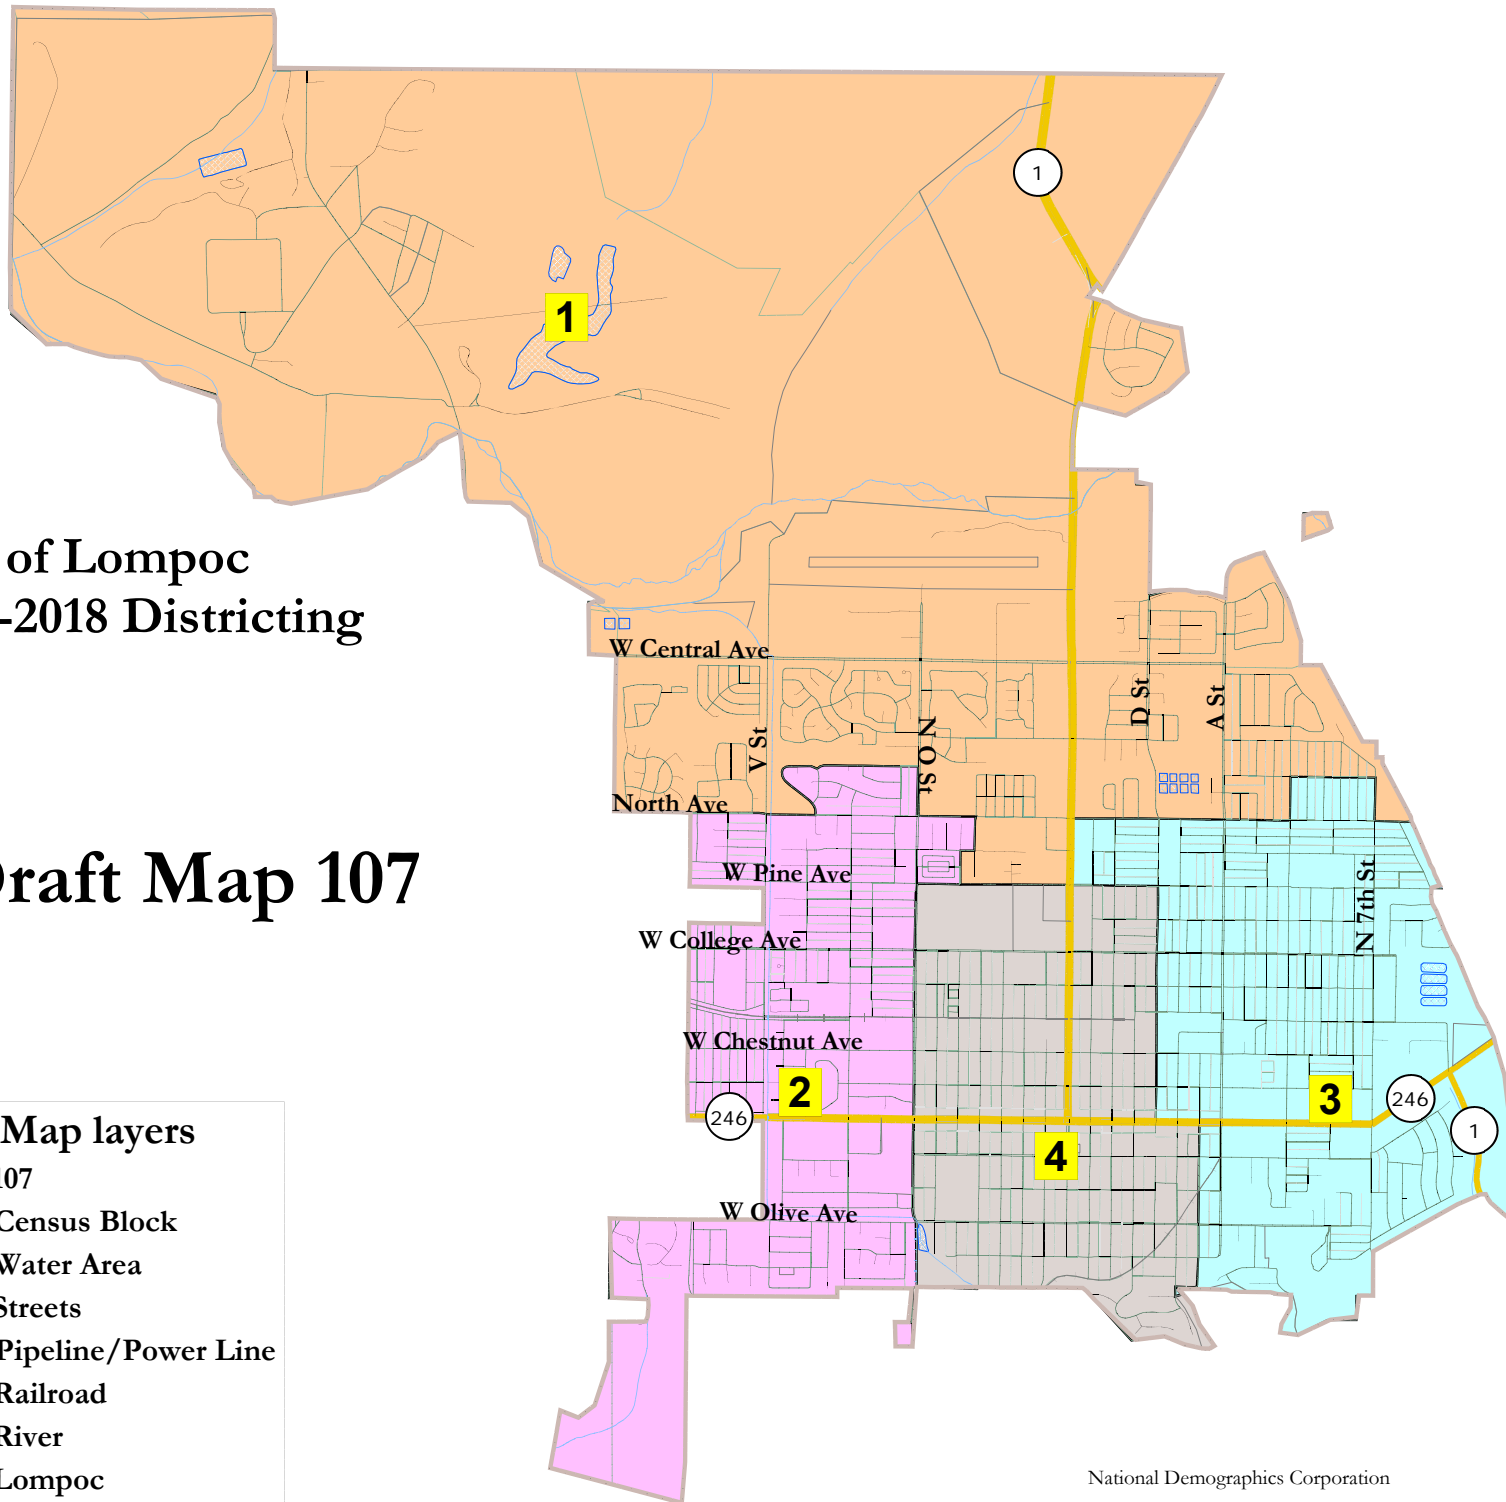 1
1
of Lompoc
-2018 Districting
W Central Ave
D St
A St
V St
N O St
North Ave
Draft Map 107
W Pine Ave
N 7th St
W College Ave
W Chestnut Ave
2
3
246
246
1
4
Map layers
107
Census Block
Water Area
Streets
Pipeline/Power Line
Railroad
River
Lompoc
W Olive Ave
National Demographics Corporation